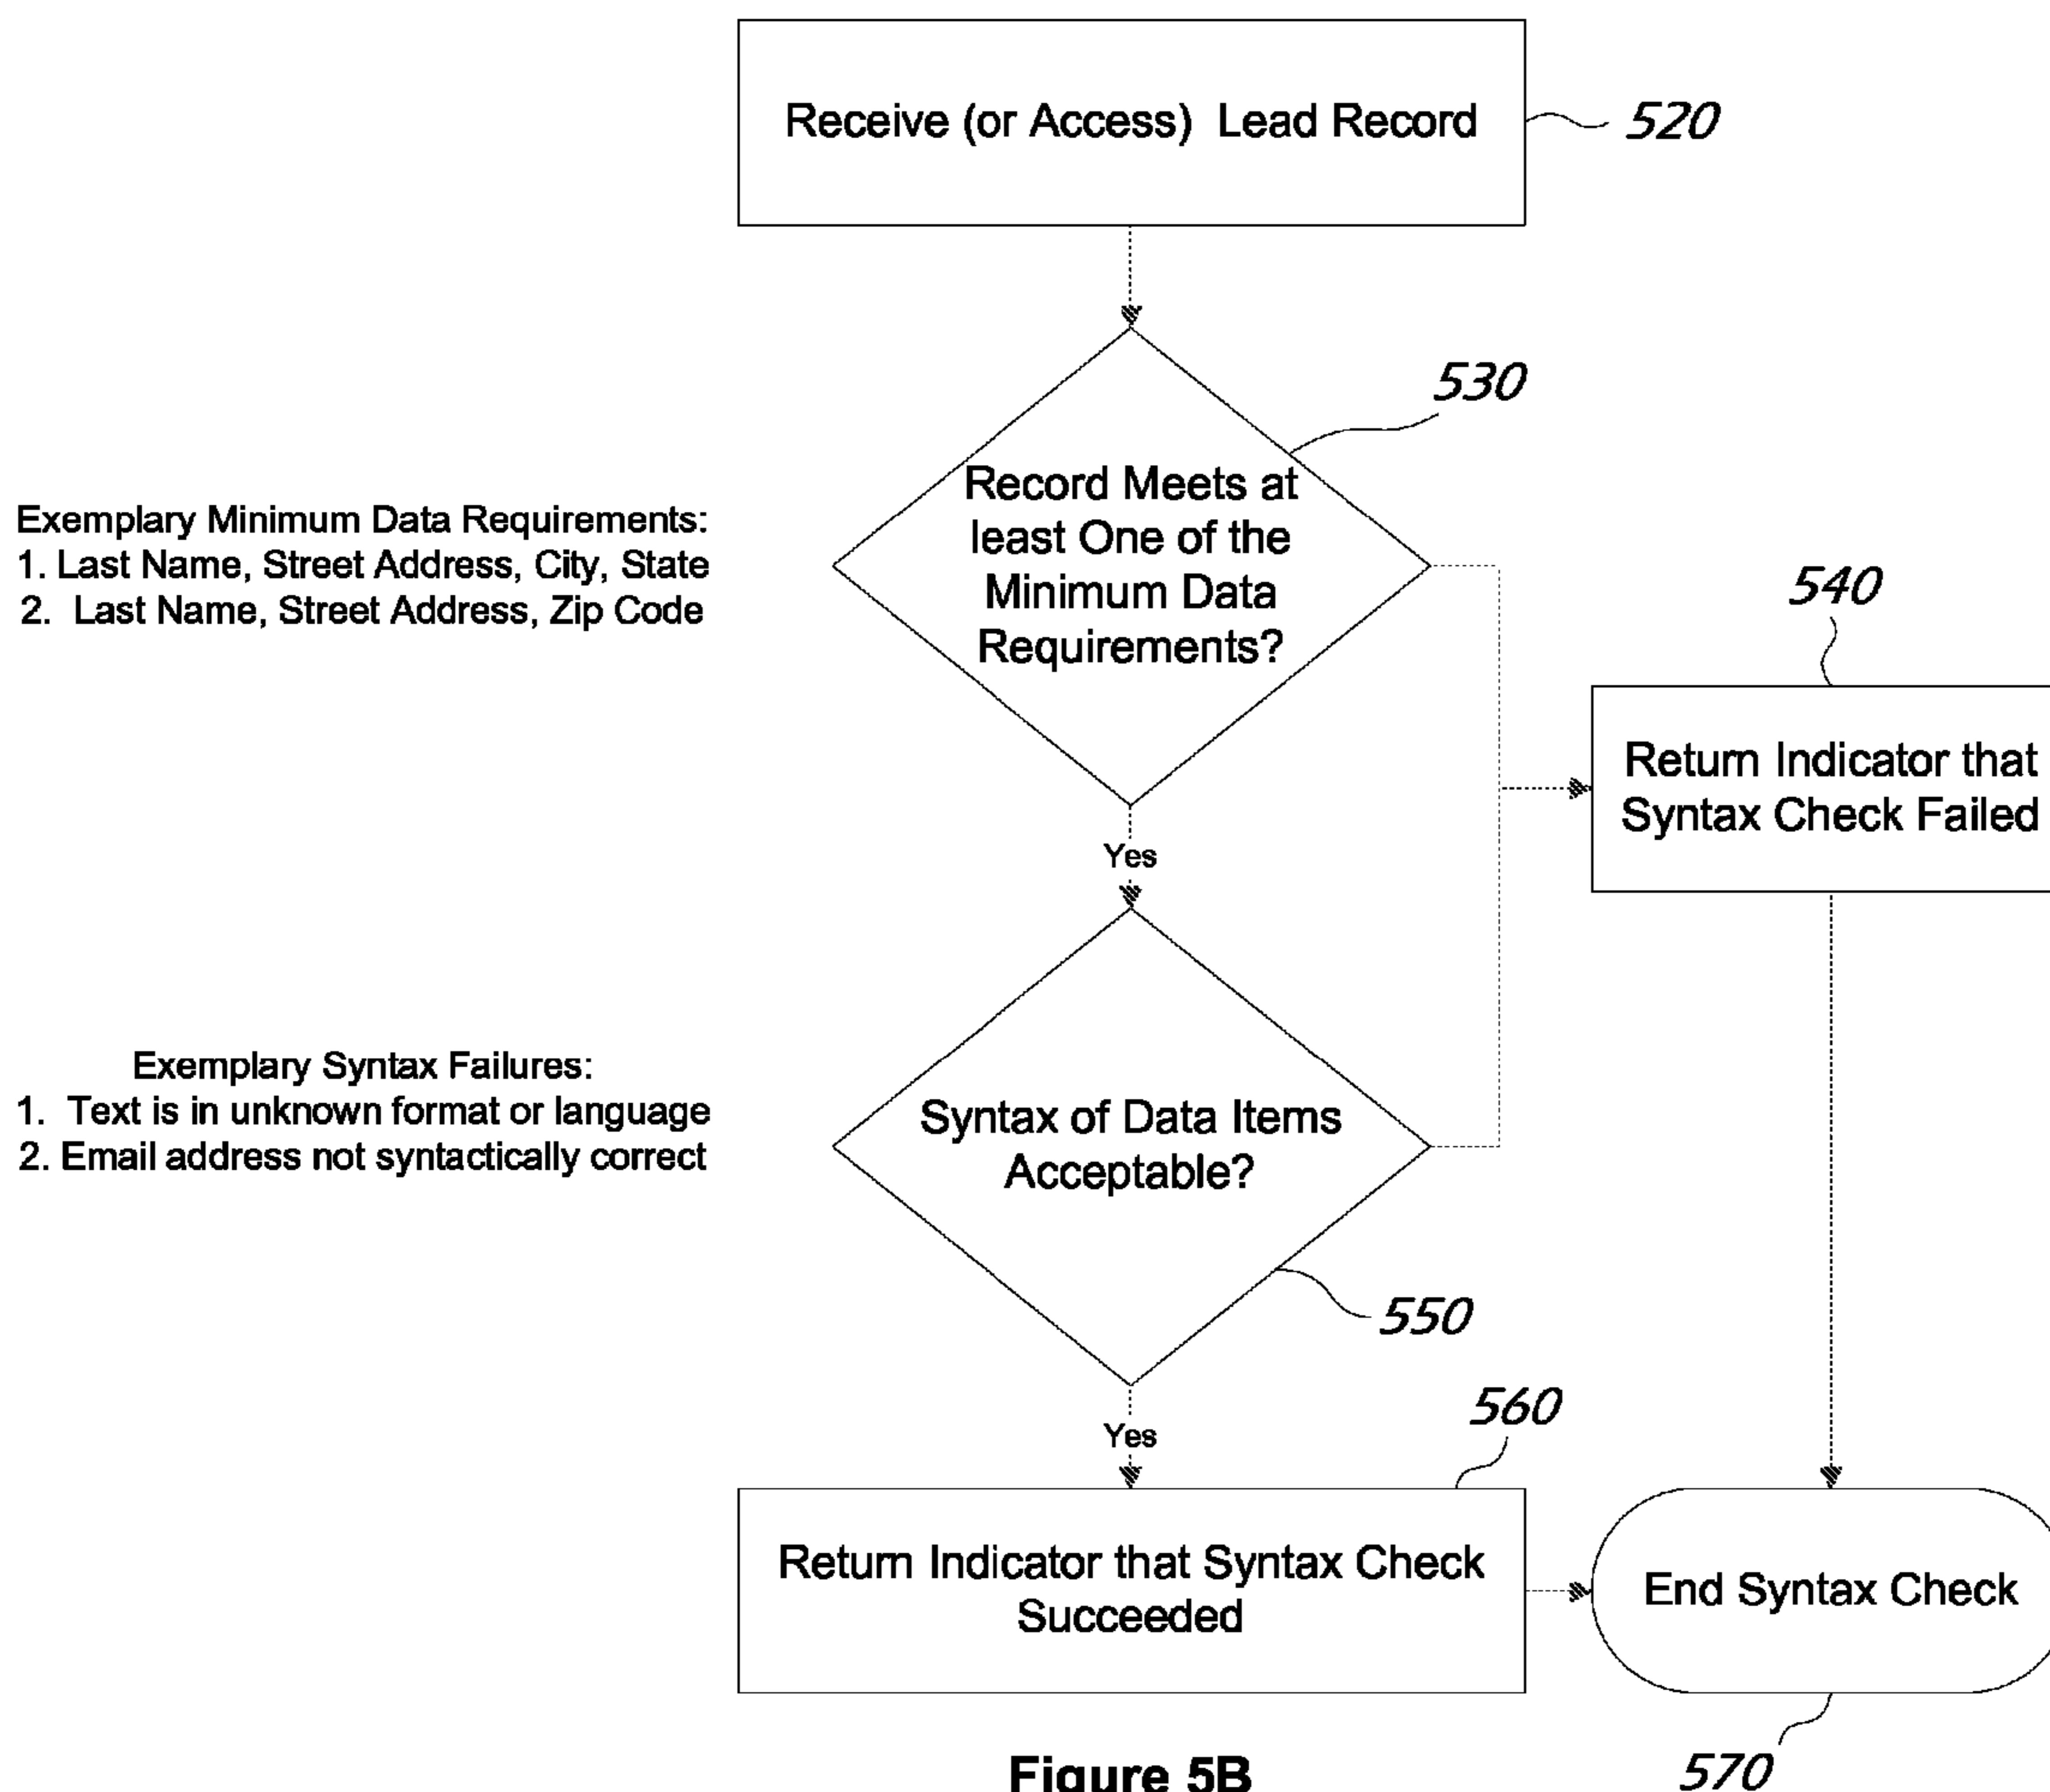 Receive (or Access) Lead Record
520
530
Record Meets at
least One of the
Minimum Data
Requirements?
Exemplary Minimum Data Requirements:
1. Last Name, Street Address, City, State
2. Last Name, Street Address, Zip Code
540
Return Indicator that
Syntax Check Failed
Yes
Exemplary Syntax Failures:
1. Text is in unknown format or language
2. Email address not syntactically correct
Syntax of Data Items
Acceptable?
550
Yes
560
Return Indicator that Syntax Check
Succeeded
End Syntax Check
570
Figure 5B